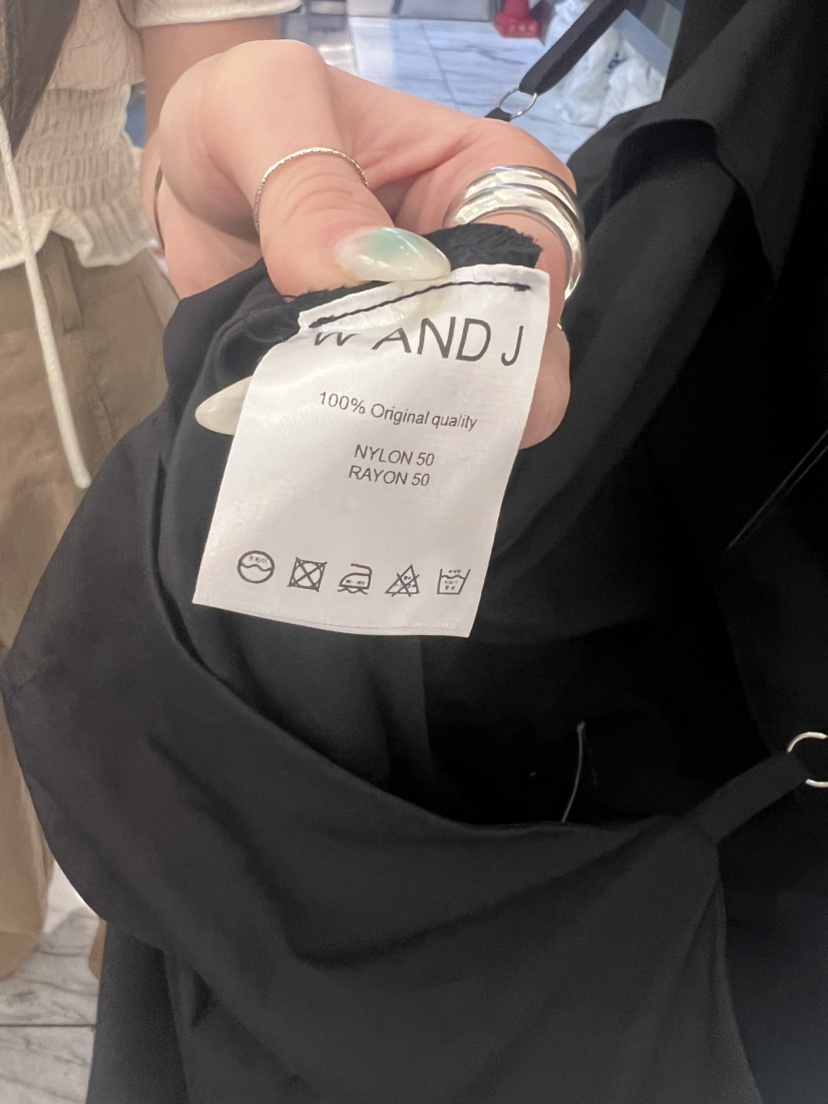 W AND J
100% Original quality
NYLON 50
RAYON 50